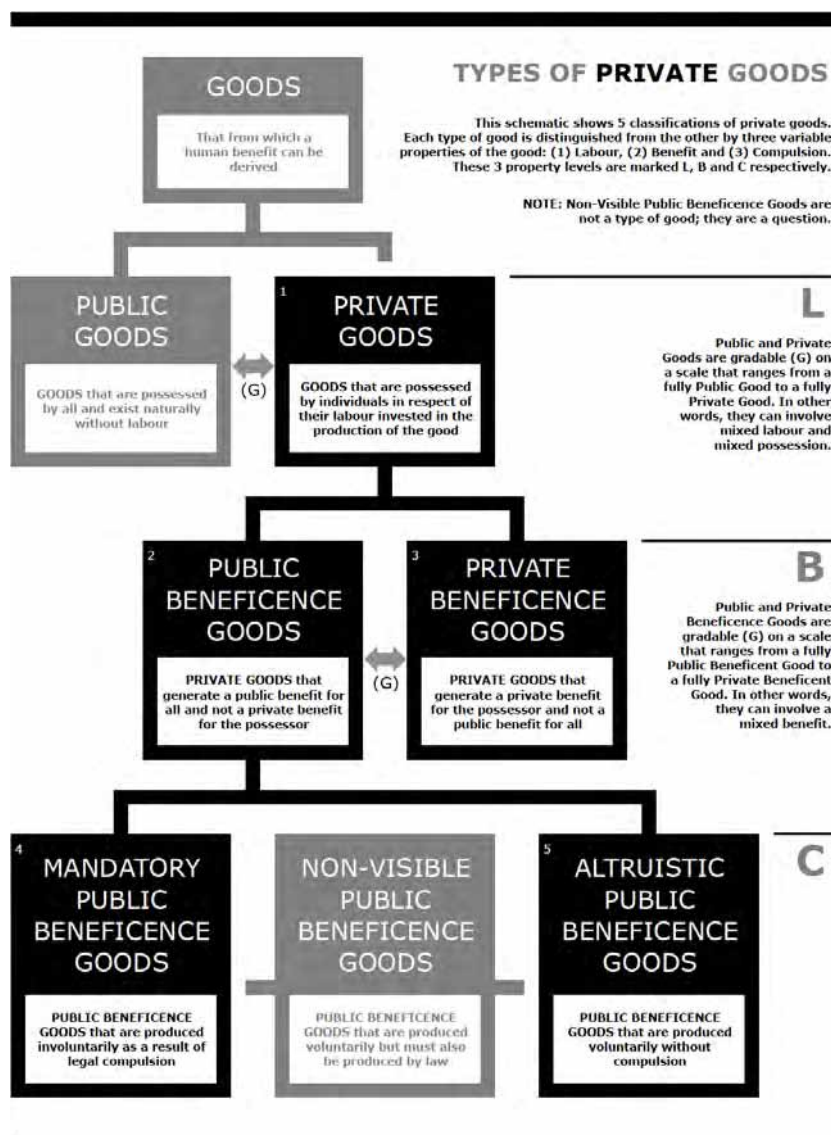 GOODS
That from which a
human benefit can be
derived
TYPES OF PRIVATE GOODS
This schematic shows 5 classifications of private goods.
Each type of good is distinguished from the other by three variable
properties of the good: (1) Labour, (2) Benefit and (3) Compulsion.
These 3 property levels are marked L, B and C respectively.
NOTE: Non-Visible Public Beneficence Goods are
not a type of good; they are a question.
PUBLIC
GOODS
GOODS that are possessed
by all and exist naturally
without labour
(G)
1
PRIVATE
GOODS
GOODS that are possessed
by individuals in respect of
their labour invested in the
production of the good
L
Public and Private
Goods are gradable (G) on
a scale that ranges from a
fully Public Good to a fully
Private Good. In other
words, they can involve
mixed labour and
mixed possession.
2
PUBLIC
BENEFICENCE
GOODS
PRIVATE GOODS that
generate a public benefit for
all and not a private benefit
for the possessor
(G)
3
PRIVATE
BENEFICENCE
GOODS
PRIVATE GOODS that
generate a private benefit
for the possessor and not a
public benefit for all
B
Public and Private
Beneficence Goods are
gradable (G) on a scale
that ranges from a fully
Public Beneficent Good to
a fully Private Beneficent
Good. In other words,
they can involve a
mixed benefit.
4
MANDATORY
PUBLIC
BENEFICENCE
GOODS
PUBLIC BENEFICENCE
GOODS that are produced
involuntarily as a result of
legal compulsion
NON-VISIBLE
PUBLIC
BENEFICENCE
GOODS
PUBLIC BENEFICENCE
GOODS that are produced
voluntarily but must also
be produced by law
5
ALTRUISTIC
PUBLIC
BENEFICENCE
GOODS
PUBLIC BENEFICENCE
GOODS that are produced
voluntarily without
compulsion
C